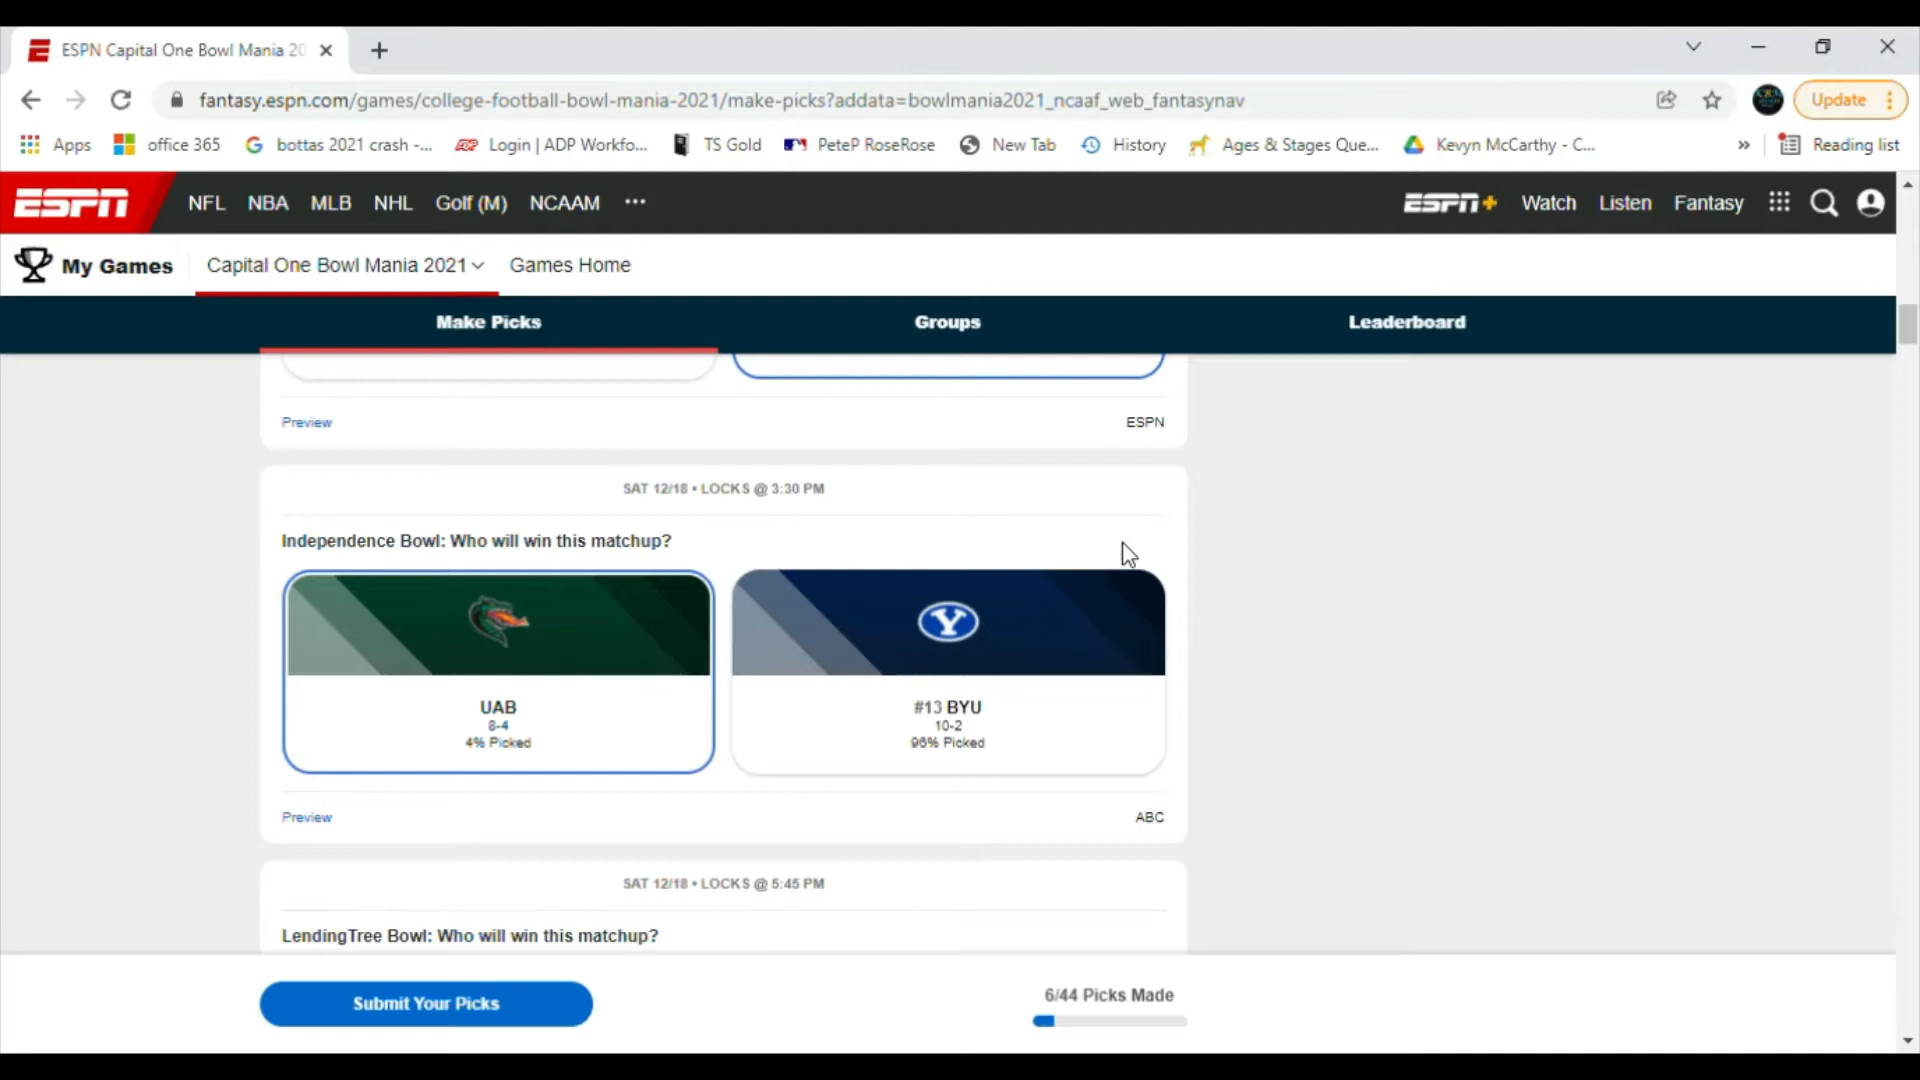 ESPN Capital One Bowl Mania 20
fantasy.espn.com/games/college-football-bowl-mania-2021/make-picks?addata=bowlmania2021_ncaaf_web_fantasynav
Update
Apps office 365 bottas 2021 crash -... Login | ADP Workfo... TS Gold PeteP RoseRose New Tab History Ages & Stages Que... Kevyn McCarthy - C... » Reading list
ESPN NFL NBA MLB NHL Golf (M) NCAAM ••• ESPN+ Watch Listen Fantasy
My Games Capital One Bowl Mania 2021 Games Home
Make Picks Groups Leaderboard
Preview ESPN
SAT 12/18 • LOCKS @ 3:30 PM
Independence Bowl: Who will win this matchup?
Y
UAB #13 BYU
8-4 10-2
4% Picked 96% Picked
Preview ABC
SAT 12/18 • LOCKS @ 5:45 PM
LendingTree Bowl: Who will win this matchup?
Submit Your Picks 6/44 Picks Made